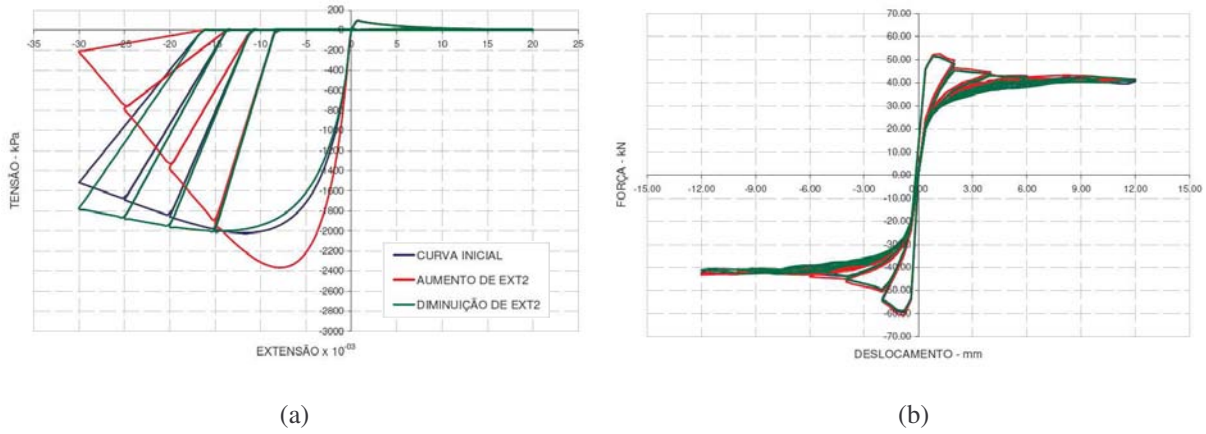 200
0
-35 -30 -25 -20 -15 -10 -5 0 5 10 15 20 25
-200
-400
-600
-800
-1000
-1200
-1400
-1600
-1800
-2000
-2200
-2400
-2600
-2800
-3000
TENSÃO - kPa
CURVA INICIAL
AUMENTO DE EXT2
DIMINUIÇÃO DE EXT2
EXTENSÃO x 10⁻⁰³
(a)
70.00
60.00
50.00
40.00
30.00
20.00
10.00
0.00
-15.00 -12.00 -9.00 -6.00 -3.00 0.00 3.00 6.00 9.00 12.00 15.00
-10.00
-20.00
-30.00
-40.00
-50.00
-60.00
-70.00
FORÇA - kN
DESLOCAMENTO - mm
(b)